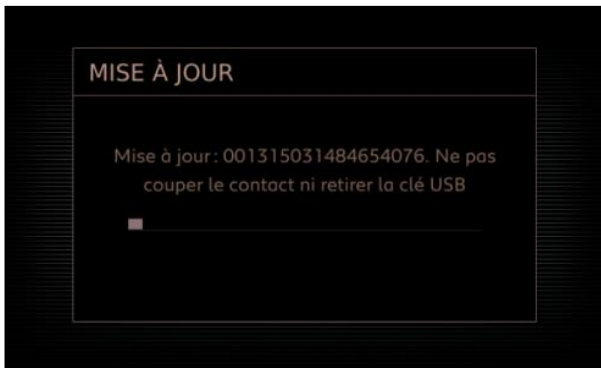 MISE À JOUR
Mise à jour : 001315031484654076. Ne pas
couper le contact ni retirer la clé USB